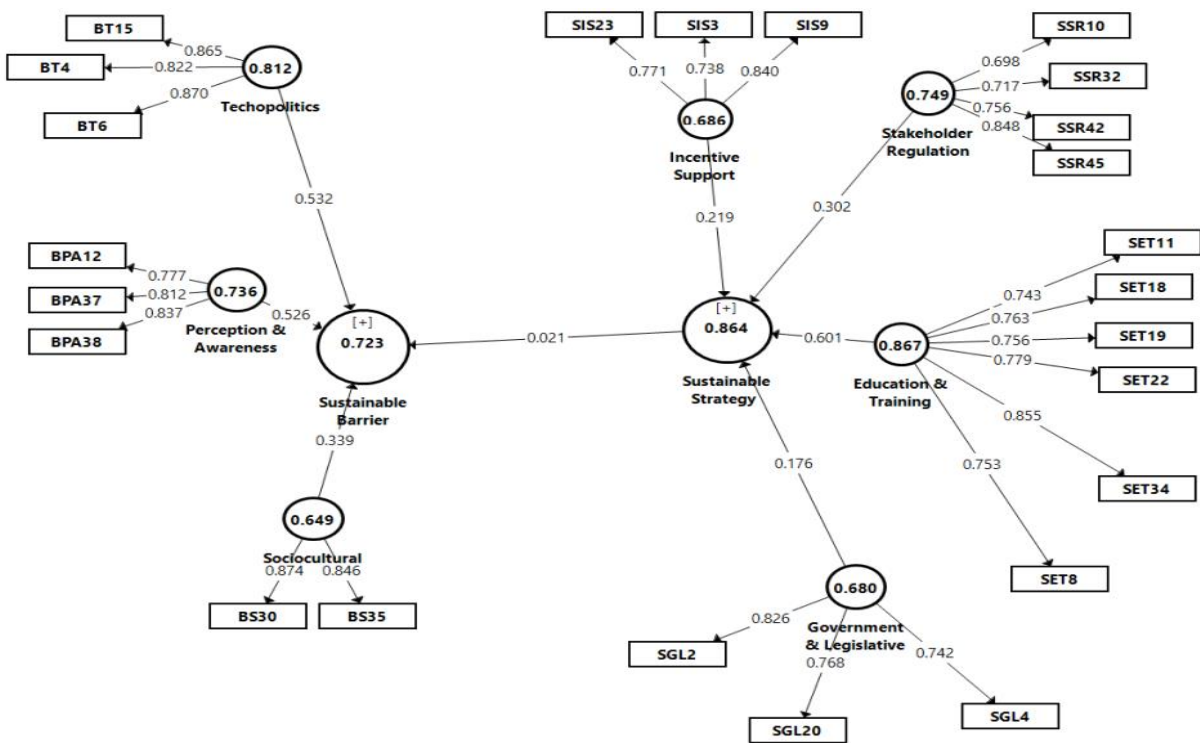 BT15
0.865
BT4
0.822
0.870
BT6
0.812
Techopolitics
0.532
SIS23
SIS3
SIS9
0.771
0.738
0.840
0.686
Incentive
Support
0.219
SSR10
0.698
SSR32
0.717
0.756
SSR42
0.848
SSR45
0.749
Stakeholder
Regulation
0.302
BPA12
0.777
BPA37
0.812
0.837
BPA38
0.736
Perception &
Awareness
0.526
[+]
0.723
Sustainable
Barrier
0.021
[+]
0.864
Sustainable
Strategy
0.601
0.867
Education &
Training
SET11
0.743
SET18
0.763
SET19
0.756
0.779
SET22
0.855
SET34
0.753
SET8
0.339
0.649
Sociocultural
0.874
0.846
BS30
BS35
0.176
0.680
Government
& Legislative
0.826
SGL2
0.768
SGL20
0.742
SGL4